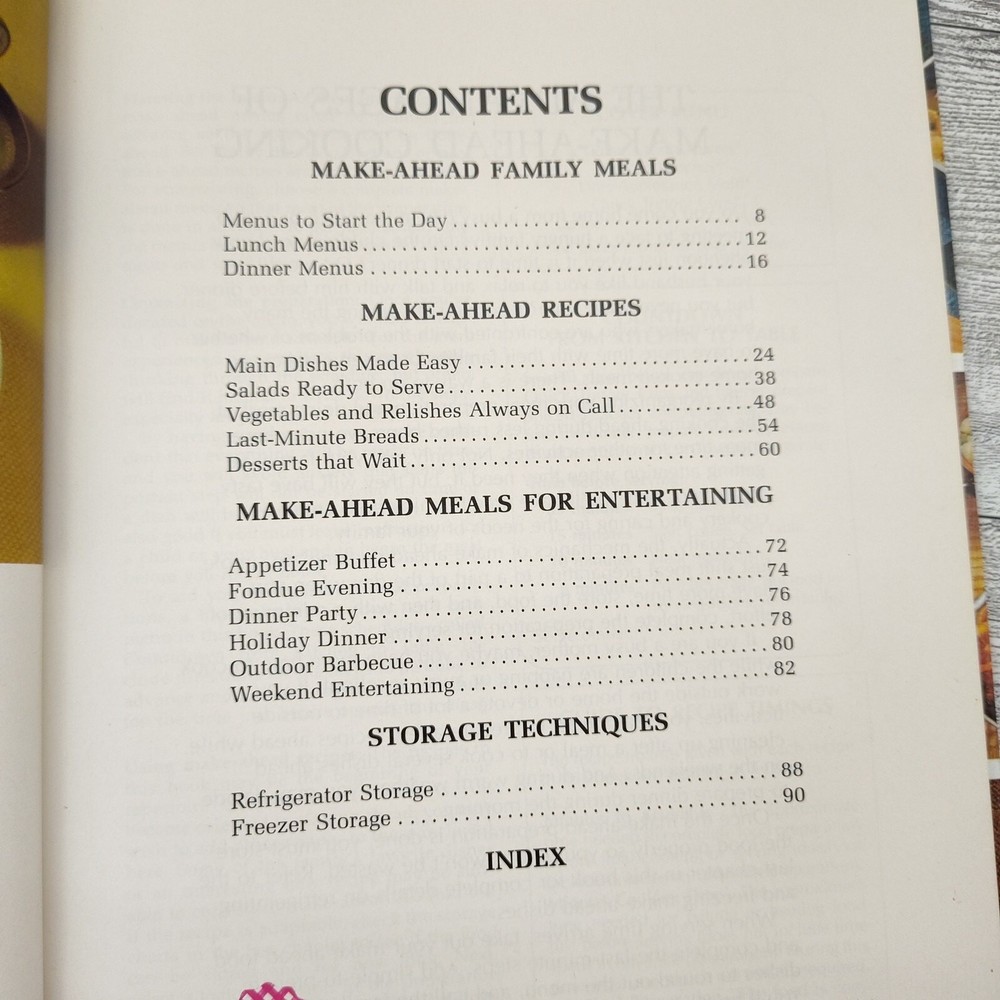 CONTENTS
MAKE-AHEAD FAMILY MEALS
Menus to Start the Day .............................. 8
Lunch Menus ........................................ 12
Dinner Menus ....................................... 16
MAKE-AHEAD RECIPES
Main Dishes Made Easy .............................. 24
Salads Ready to Serve .............................. 38
Vegetables and Relishes Always on Call ............. 48
Last-Minute Breads ................................. 54
Desserts that Wait ................................. 60
MAKE-AHEAD MEALS FOR ENTERTAINING
Appetizer Buffet ................................... 72
Fondue Evening ..................................... 74
Dinner Party ....................................... 76
Holiday Dinner ..................................... 78
Outdoor Barbecue ................................... 80
Weekend Entertaining ............................... 82
STORAGE TECHNIQUES
Refrigerator Storage ............................... 88
Freezer Storage .................................... 90
INDEX